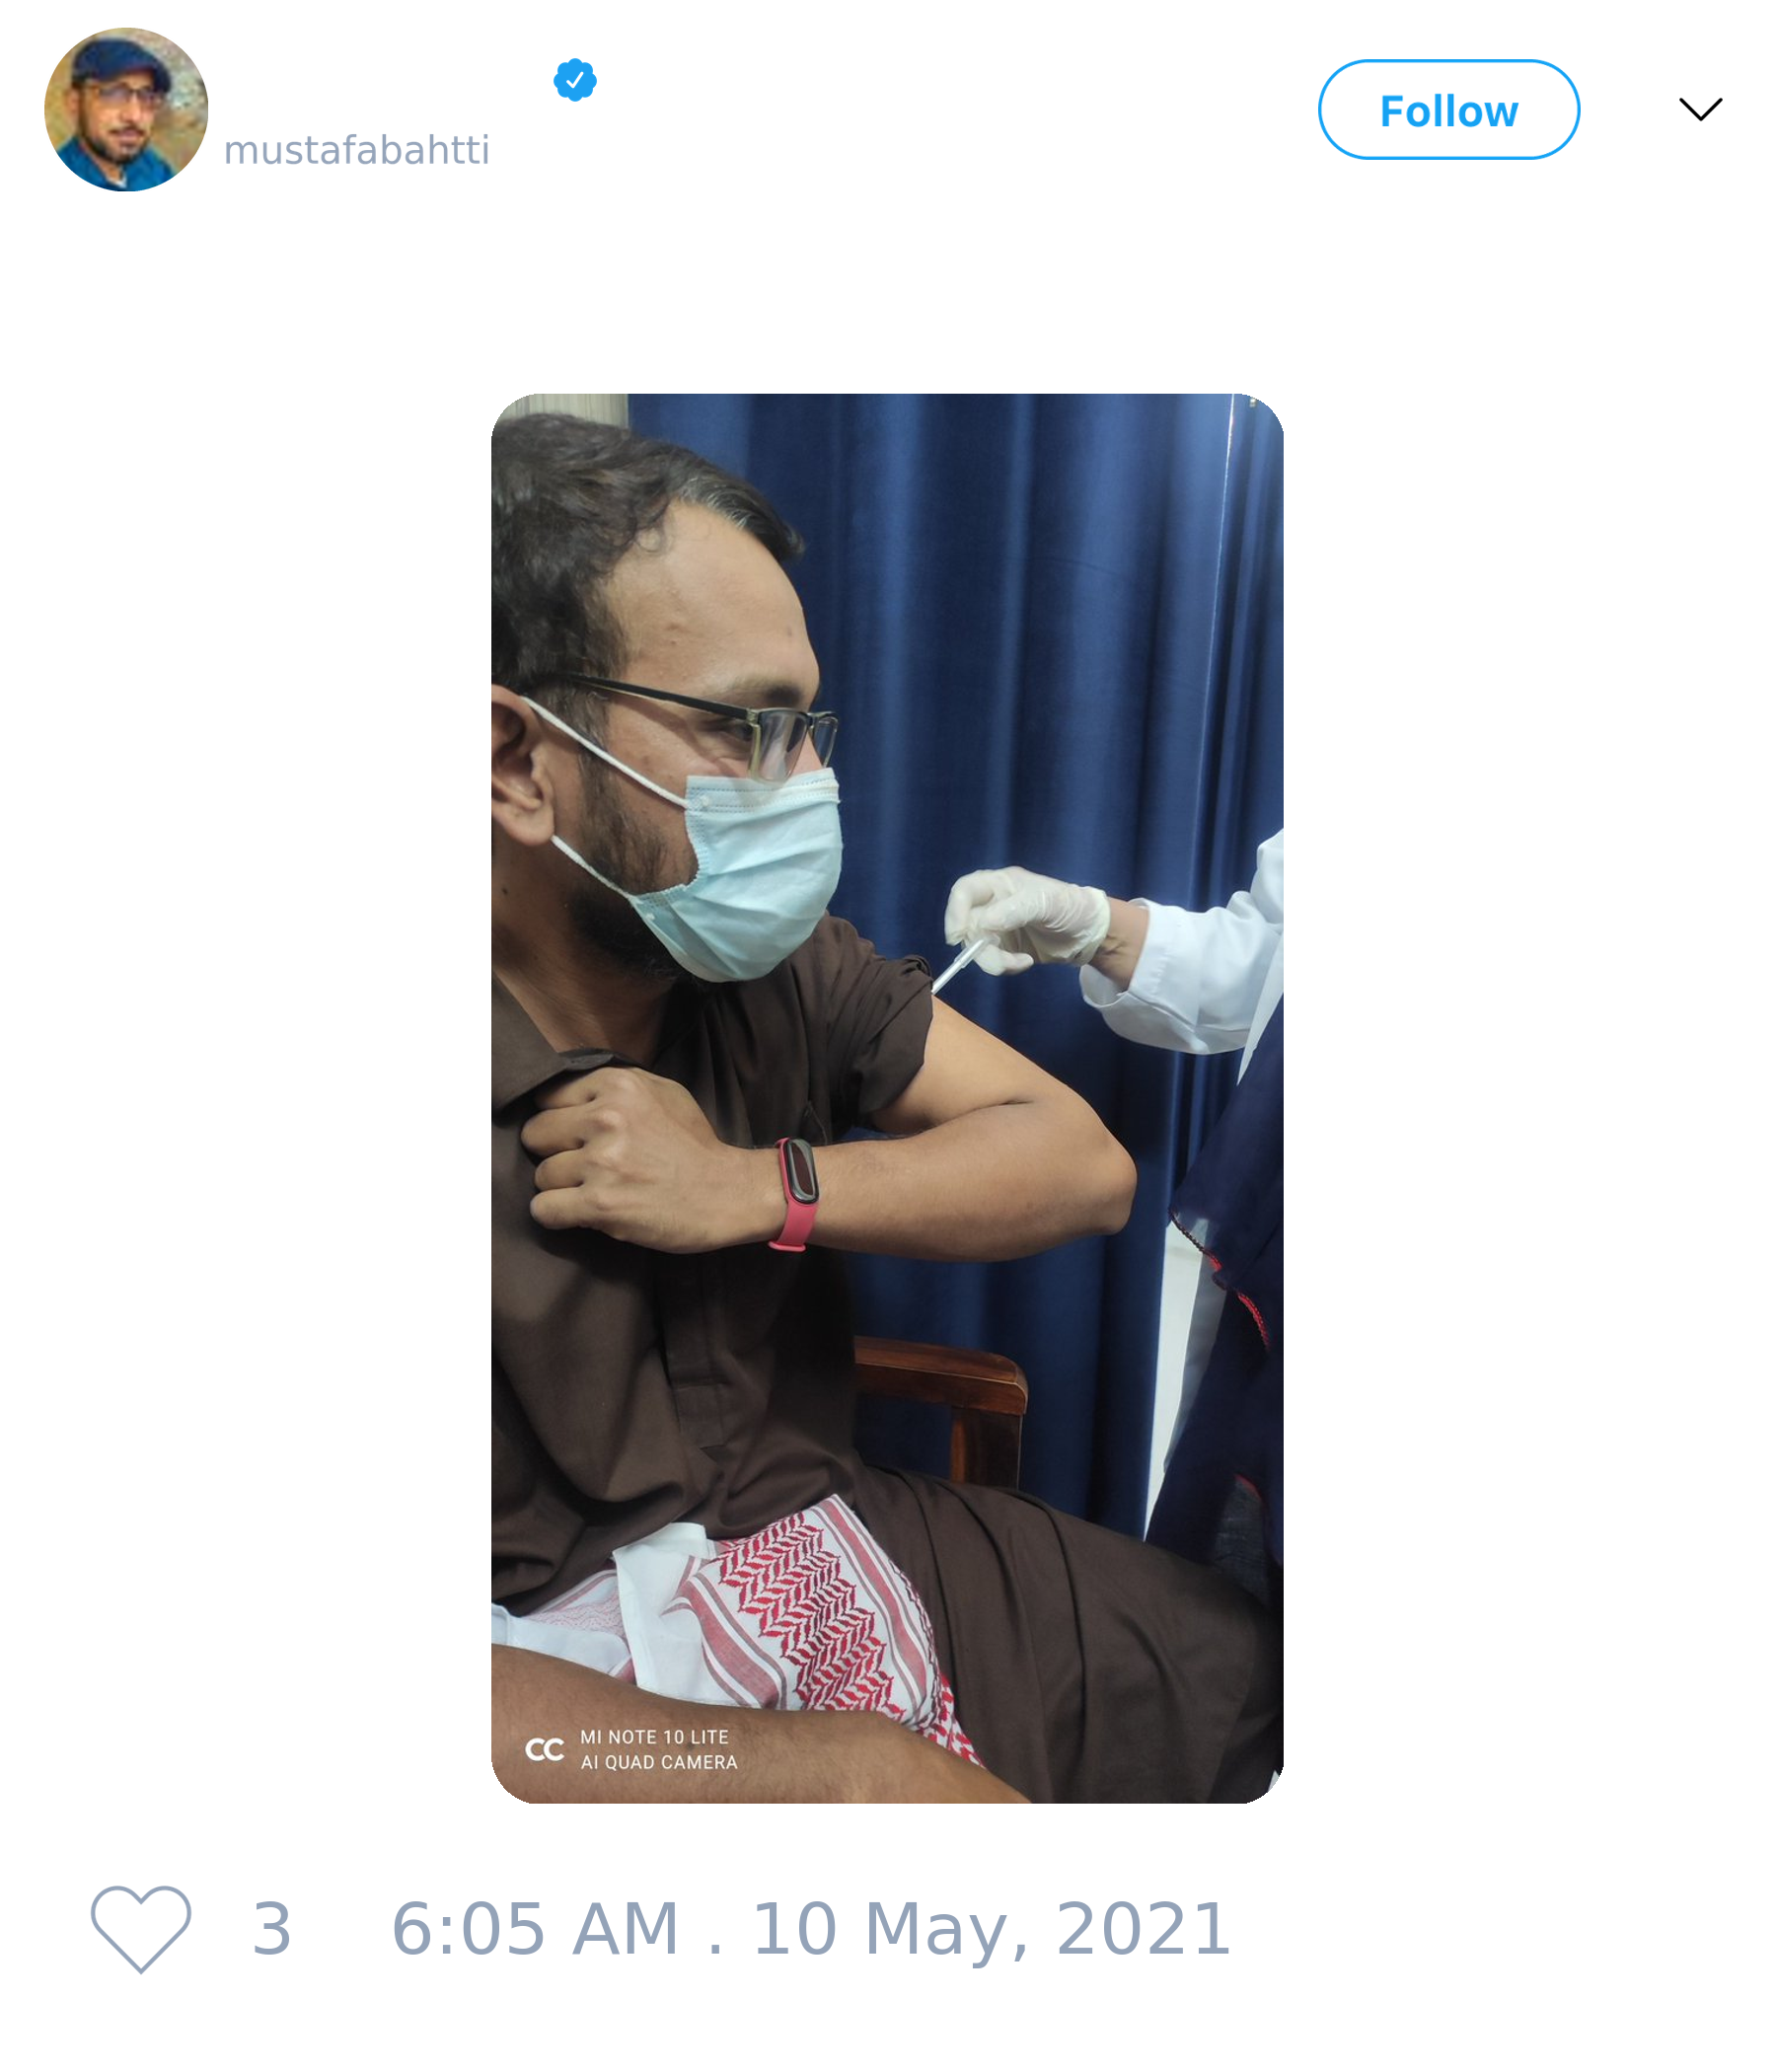 mustafabahtti
Follow
MI NOTE 10 LITE
AI QUAD CAMERA
3
6:05 AM . 10 May, 2021